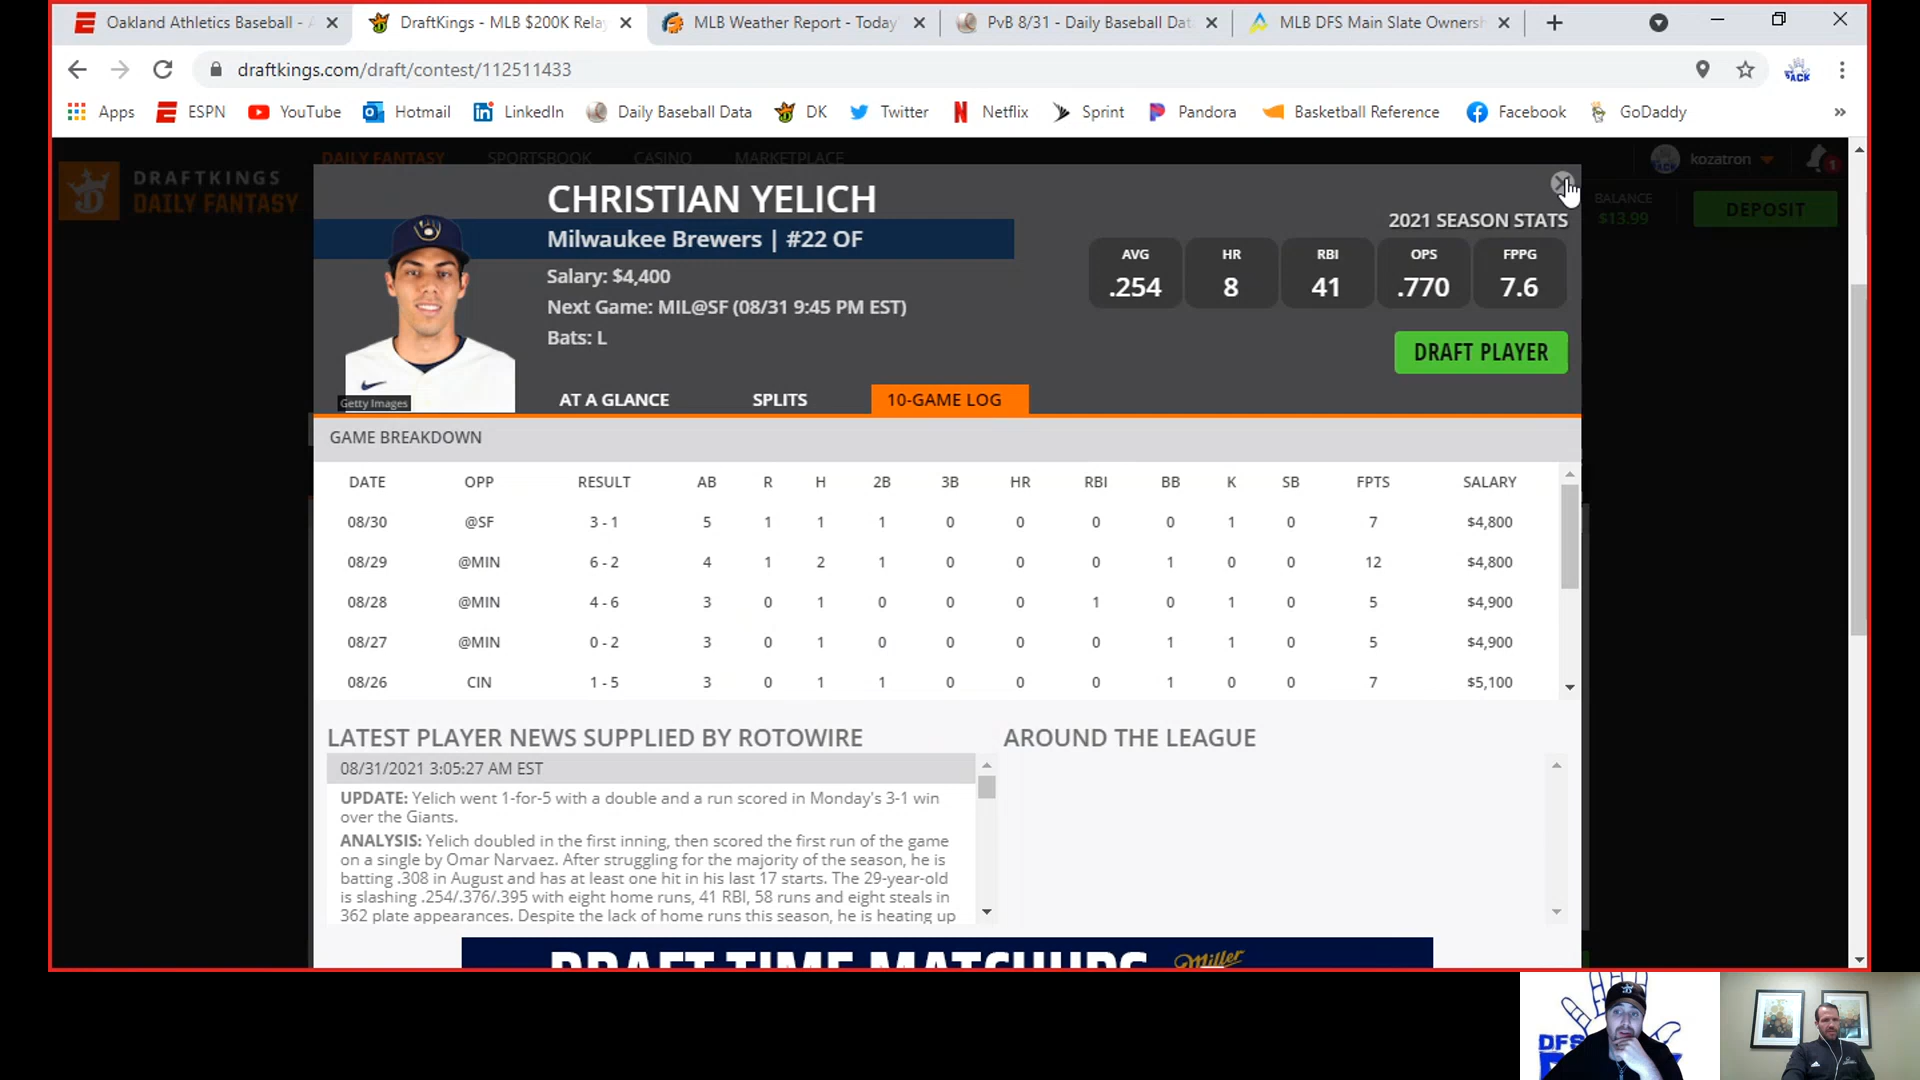 Oakland Athletics Baseball - A
DraftKings - MLB $200K Relay
MLB Weather Report - Today
PvB 8/31 - Daily Baseball Dat
MLB DFS Main Slate Ownersh
draftkings.com/draft/contest/112511433
Apps ESPN YouTube Hotmail LinkedIn Daily Baseball Data DK Twitter Netflix Sprint Pandora Basketball Reference Facebook GoDaddy »
DAILY FANTASY SPORTSBOOK CASINO MARKETPLACE
kozatron 1
DRAFTKINGS
DAILY FANTASY
BALANCE
$13.99
DEPOSIT
CHRISTIAN YELICH
Milwaukee Brewers | #22 OF
Salary: $4,400
Next Game: MIL@SF (08/31 9:45 PM EST)
Bats: L
Getty Images
2021 SEASON STATS
AVG HR RBI OPS FPPG
.254 8 41 .770 7.6
DRAFT PLAYER
AT A GLANCE SPLITS 10-GAME LOG
GAME BREAKDOWN
DATE OPP RESULT AB R H 2B 3B HR RBI BB K SB FPTS SALARY
08/30 @SF 3 - 1 5 1 1 1 0 0 0 0 1 0 7 $4,800
08/29 @MIN 6 - 2 4 1 2 1 0 0 0 1 0 0 12 $4,800
08/28 @MIN 4 - 6 3 0 1 0 0 0 1 0 1 0 5 $4,900
08/27 @MIN 0 - 2 3 0 1 0 0 0 0 1 1 0 5 $4,900
08/26 CIN 1 - 5 3 0 1 1 0 0 0 1 0 0 7 $5,100
LATEST PLAYER NEWS SUPPLIED BY ROTOWIRE
AROUND THE LEAGUE
08/31/2021 3:05:27 AM EST
UPDATE: Yelich went 1-for-5 with a double and a run scored in Monday's 3-1 win
over the Giants.
ANALYSIS: Yelich doubled in the first inning, then scored the first run of the game
on a single by Omar Narvaez. After struggling for the majority of the season, he is
batting .308 in August and has at least one hit in his last 17 starts. The 29-year-old
is slashing .254/.376/.395 with eight home runs, 41 RBI, 58 runs and eight steals in
362 plate appearances. Despite the lack of home runs this season, he is heating up
DRAFT TIME MATCHUPS Miller
DFS